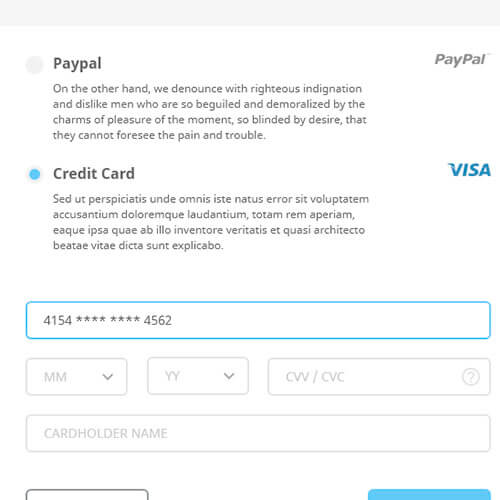 Paypal
PayPal
On the other hand, we denounce with righteous indignation
and dislike men who are so beguiled and demoralized by the
charms of pleasure of the moment, so blinded by desire, that
they cannot foresee the pain and trouble.
Credit Card
VISA
Sed ut perspiciatis unde omnis iste natus error sit voluptatem
accusantium doloremque laudantium, totam rem aperiam,
eaque ipsa quae ab illo inventore veritatis et quasi architecto
beatae vitae dicta sunt explicabo.
4154 **** **** 4562
MM
YY
CVV / CVC
?
CARDHOLDER NAME